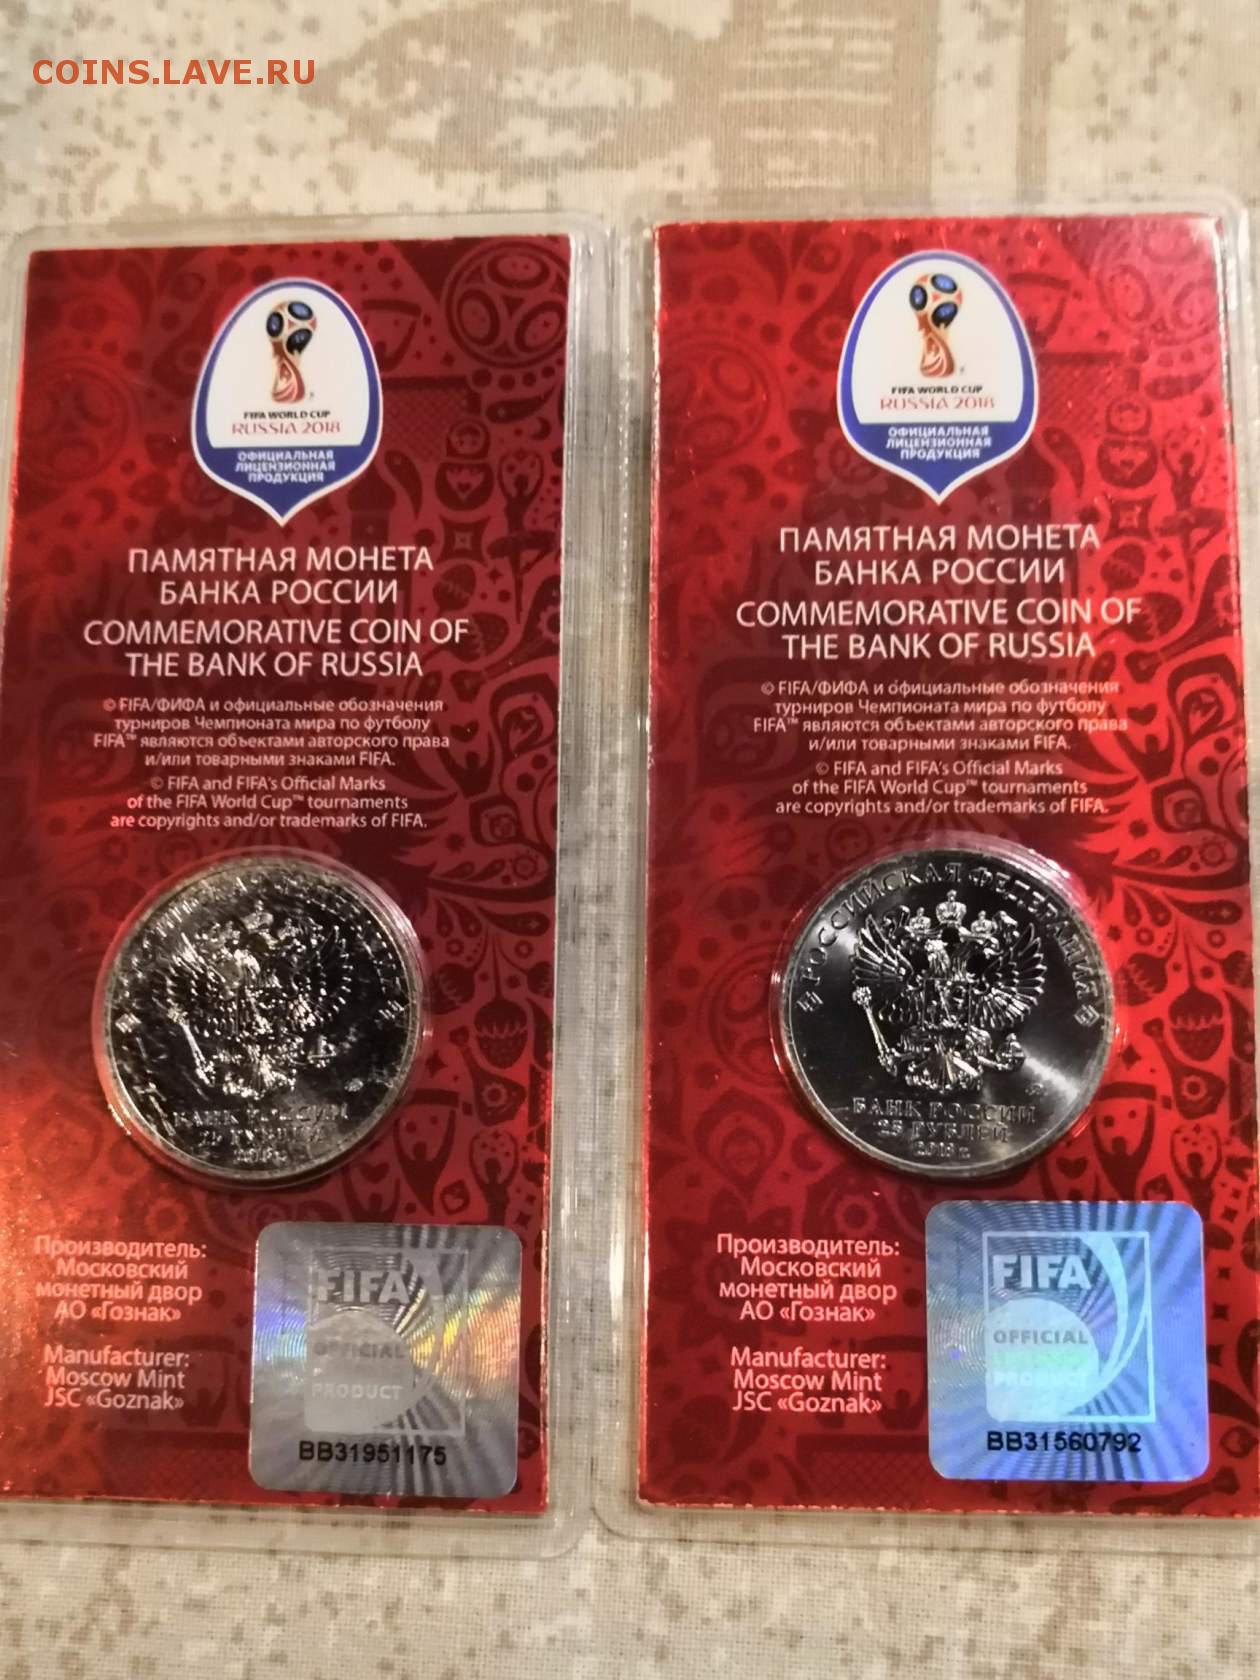 COINS.LAVE.RU
FIFA WORLD CUP
RUSSIA 2018
ОФИЦИАЛЬНАЯ
ЛИЦЕНЗИОННАЯ
ПРОДУКЦИЯ
ПАМЯТНАЯ МОНЕТА
БАНКА РОССИИ
COMMEMORATIVE COIN OF
THE BANK OF RUSSIA
© FIFA/ФИФА и официальные обозначения
турниров Чемпионата мира по футболу
FIFA™ являются объектами авторского права
и/или товарными знаками FIFA.
© FIFA and FIFA's Official Marks
of the FIFA World Cup™ tournaments
are copyrights and/or trademarks of FIFA.
БАНК РОССИИ
Производитель:
Московский
монетный двор
АО «Гознак»
Manufacturer:
Moscow Mint
JSC «Goznak»
FIFA
OFFICIAL
PRODUCT
BB31951175
FIFA WORLD CUP
RUSSIA 2018
ОФИЦИАЛЬНАЯ
ЛИЦЕНЗИОННАЯ
ПРОДУКЦИЯ
ПАМЯТНАЯ МОНЕТА
БАНКА РОССИИ
COMMEMORATIVE COIN OF
THE BANK OF RUSSIA
© FIFA/ФИФА и официальные обозначения
турниров Чемпионата мира по футболу
FIFA™ являются объектами авторского права
и/или товарными знаками FIFA.
© FIFA and FIFA's Official Marks
of the FIFA World Cup™ tournaments
are copyrights and/or trademarks of FIFA.
РОССИЙСКАЯ ФЕДЕРАЦИЯ
БАНК РОССИИ
25 РУБЛЕЙ
2018 г.
Производитель:
Московский
монетный двор
АО «Гознак»
Manufacturer:
Moscow Mint
JSC «Goznak»
FIFA
OFFICIAL
PRODUCT
BB31560792